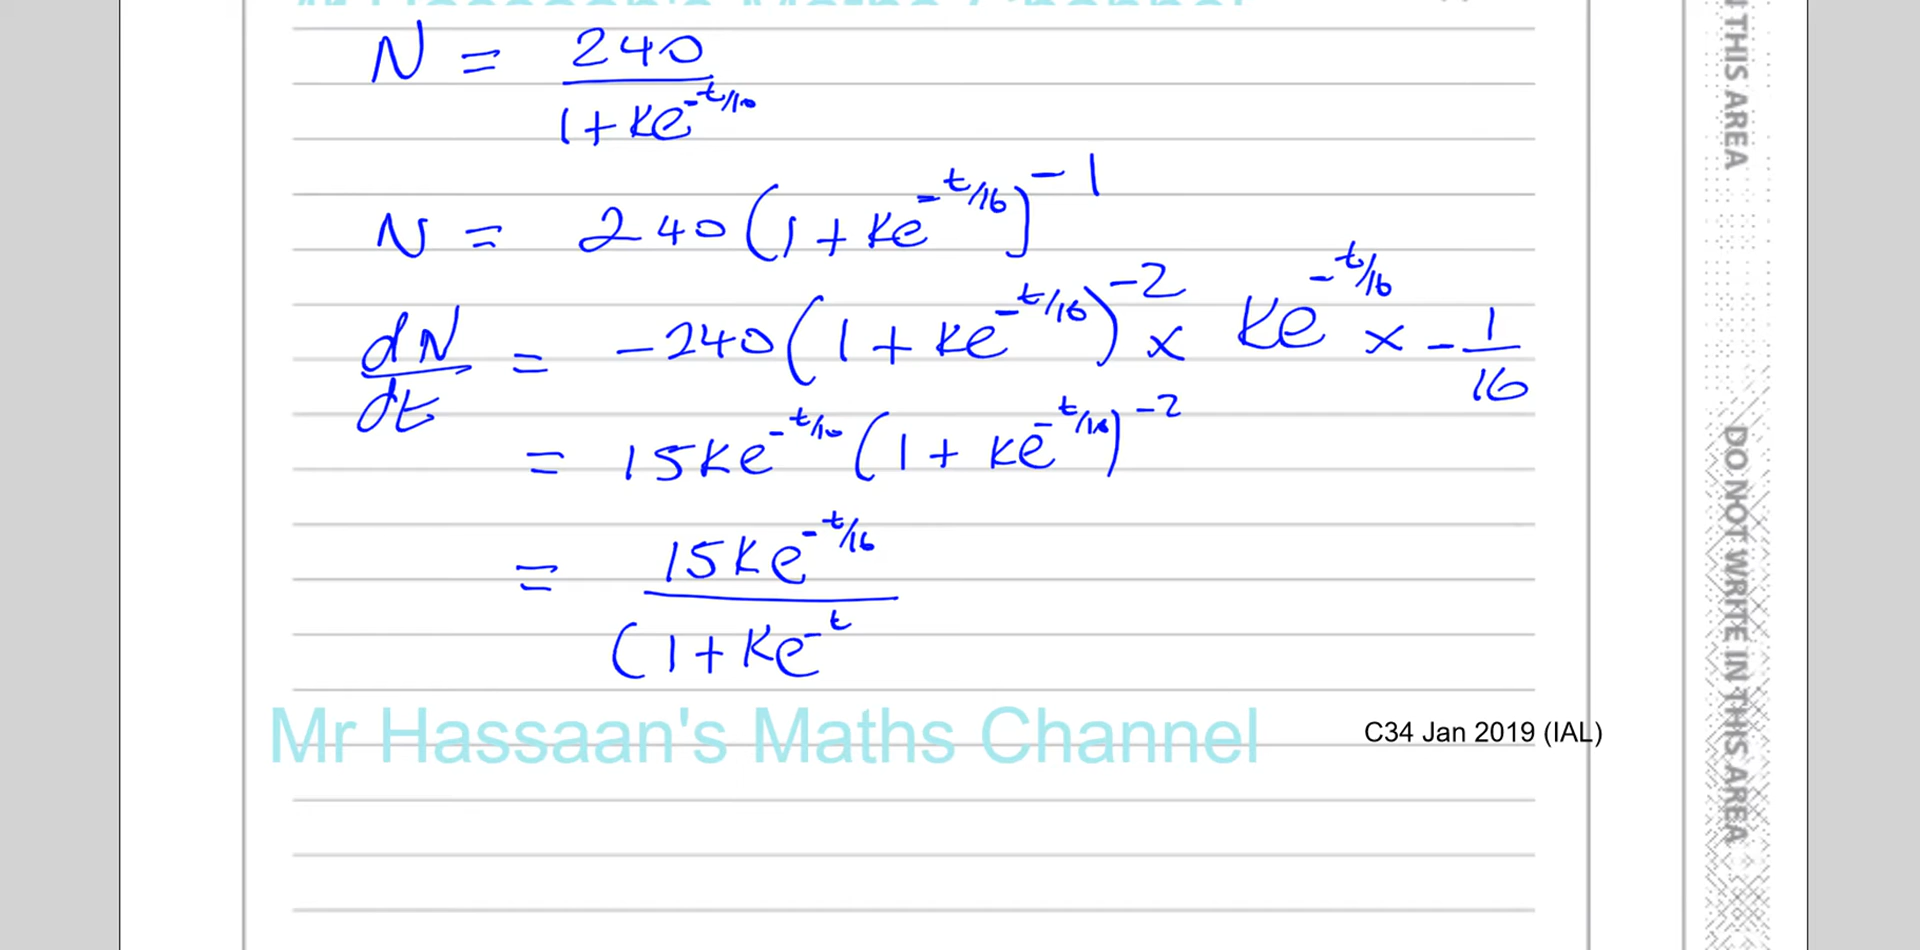 N = 240 / (1 + ke^(-t/10))
N = 240(1 + ke^(-t/16))^(-1)
dN/dt = -240(1 + ke^(-t/16))^(-2) × ke^(-t/16) × -1/16
= 15ke^(-t/10) (1 + ke^(-t/16))^(-2)
= 15ke^(-t/16) / (1 + ke^(-t
Mr Hassaan's Maths Channel
C34 Jan 2019 (IAL)
THIS AREA
DO NOT WRITE IN THIS AREA